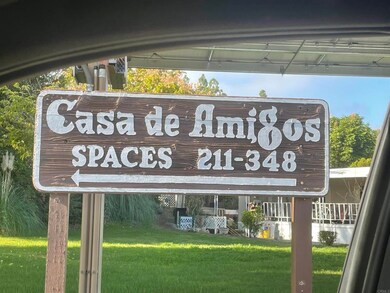 Casa de Amigos
SPACES 211-348